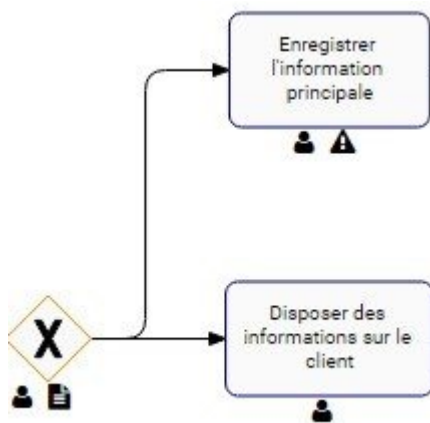 Enregistrer
l'information
principale
X
Disposer des
informations sur le
client